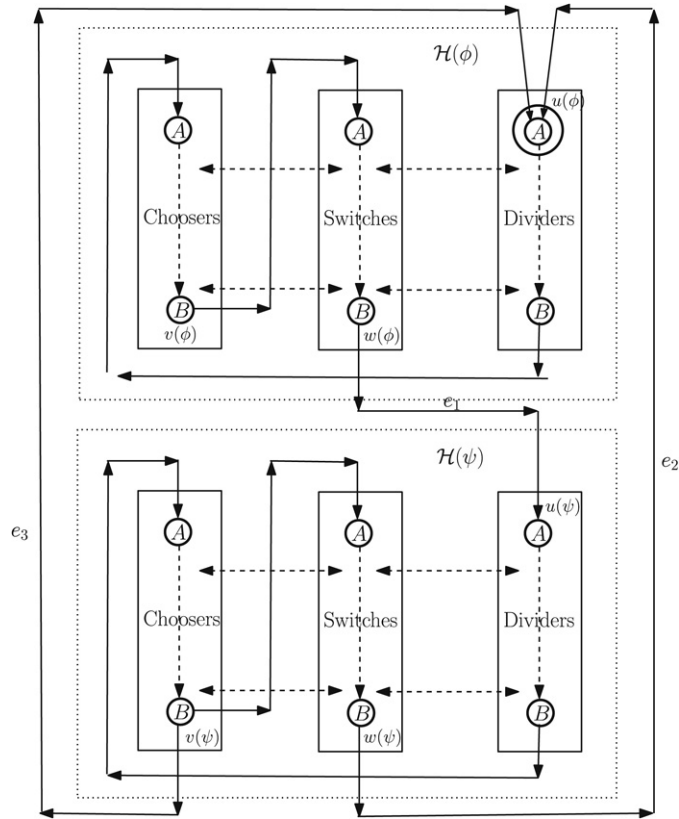 𝓗(ϕ)
u(ϕ)
A A A
Choosers Switches Dividers
B B B
v(ϕ) w(ϕ)
e₁
𝓗(ψ)
e₂
u(ψ)
e₃
A A A
Choosers Switches Dividers
B B B
v(ψ) w(ψ)